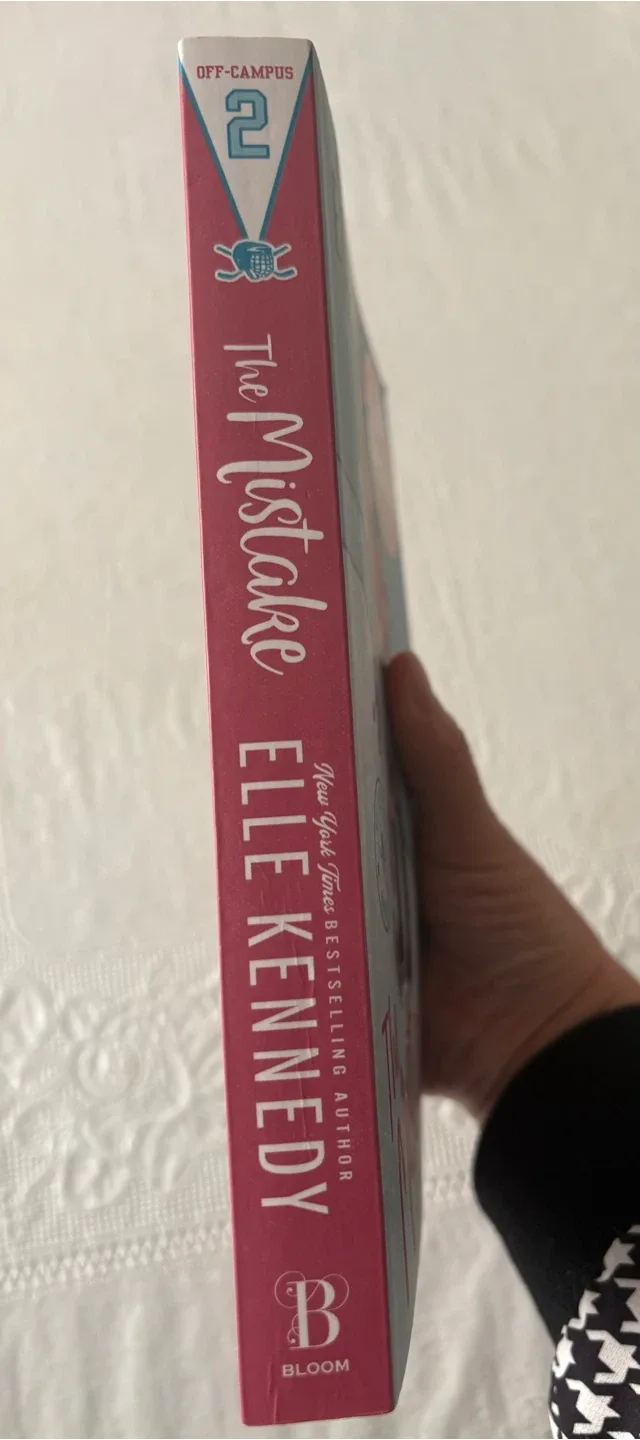 OFF-CAMPUS
2
The Mistake
New York Times BESTSELLING AUTHOR
ELLE KENNEDY
B
BLOOM